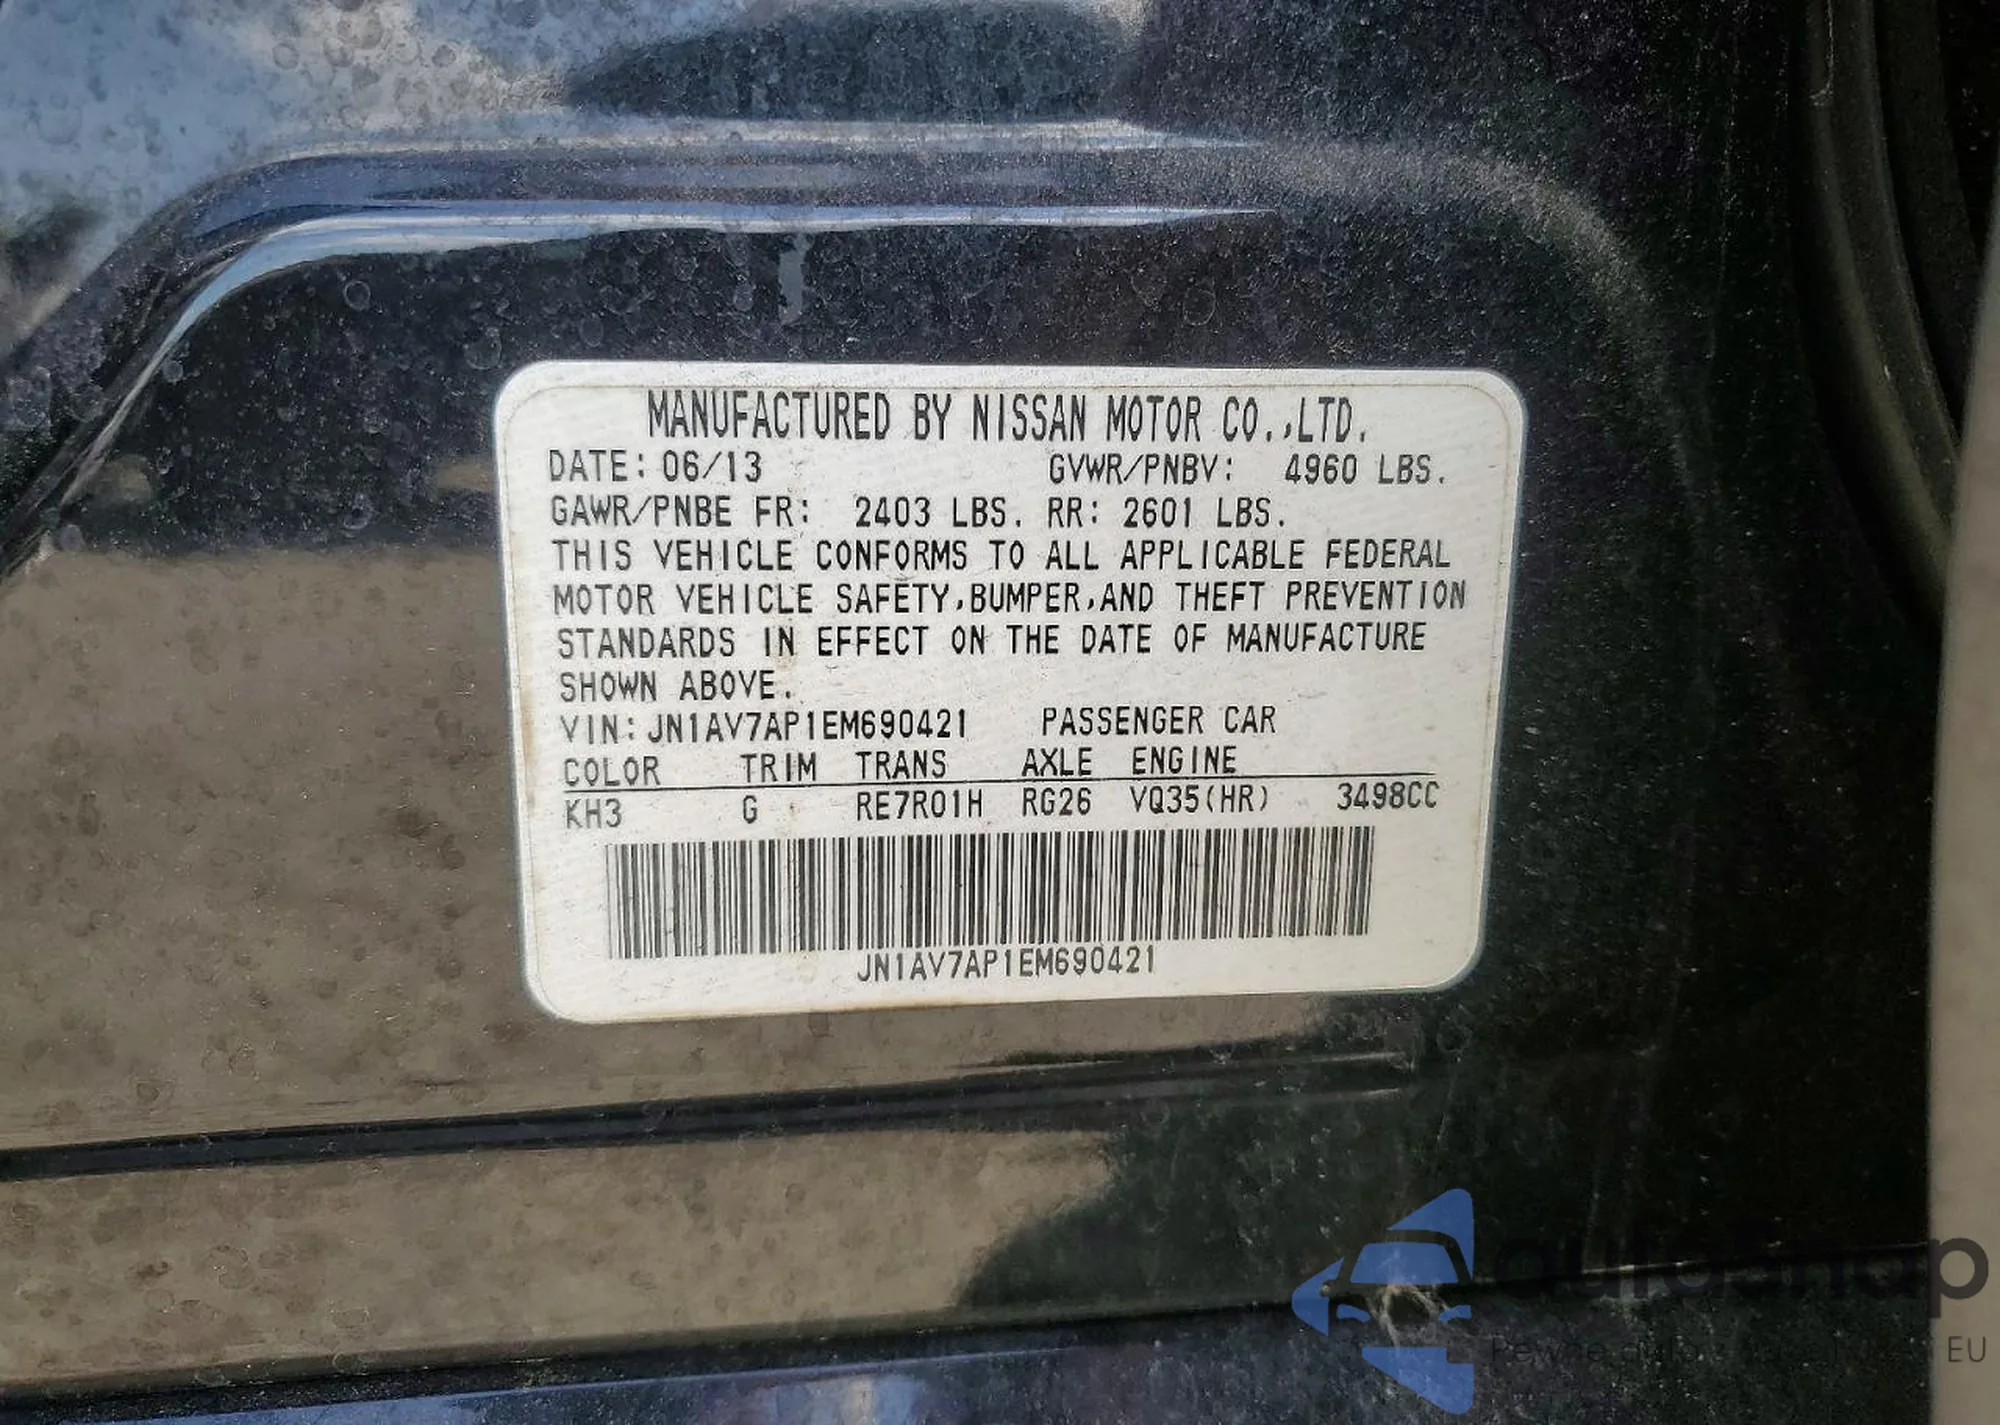 MANUFACTURED BY NISSAN MOTOR CO.,LTD.
DATE: 06/13 GVWR/PNBV: 4960 LBS.
GAWR/PNBE FR: 2403 LBS. RR: 2601 LBS.
THIS VEHICLE CONFORMS TO ALL APPLICABLE FEDERAL
MOTOR VEHICLE SAFETY,BUMPER,AND THEFT PREVENTION
STANDARDS IN EFFECT ON THE DATE OF MANUFACTURE
SHOWN ABOVE.
VIN: JN1AV7AP1EM690421 PASSENGER CAR
COLOR TRIM TRANS AXLE ENGINE
KH3 G RE7R01H RG26 VQ35(HR) 3498CC
JN1AV7AP1EM690421
EU